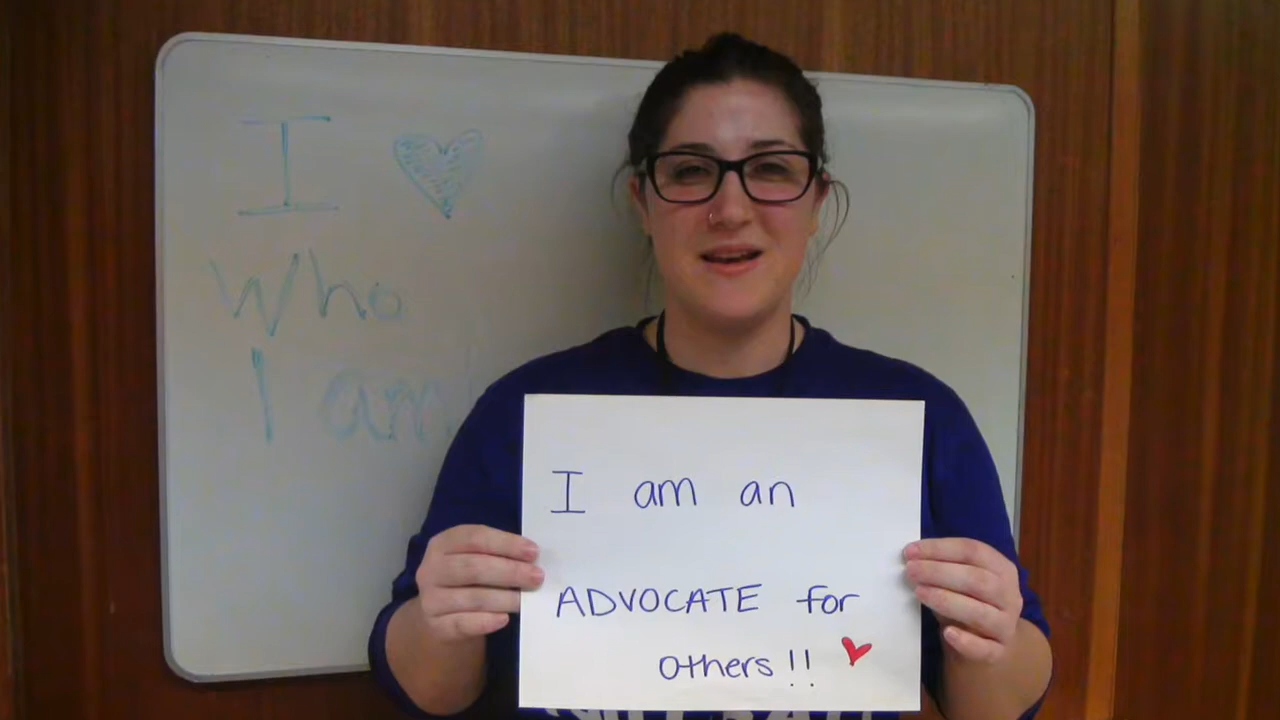 I ♥
Who
I am!
I am an
ADVOCATE for
others!! ♥